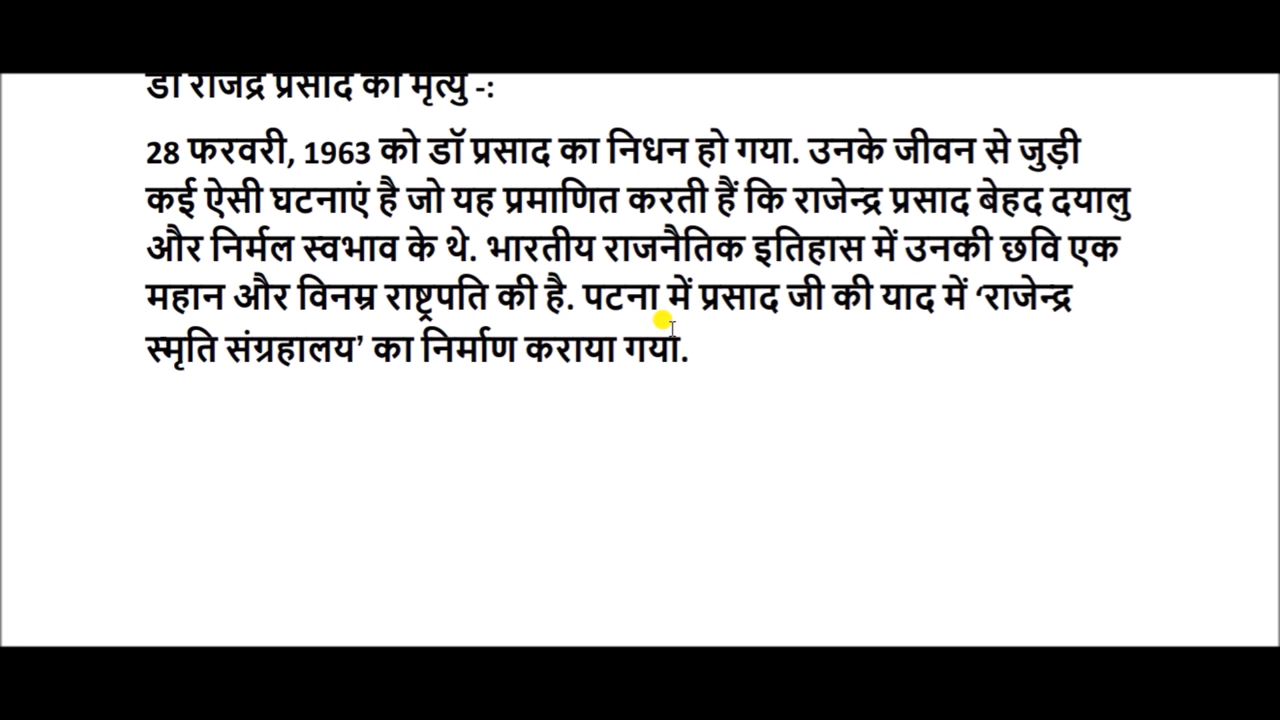 डॉ राजेंद्र प्रसाद की मृत्यु -:
28 फरवरी, 1963 को डॉ प्रसाद का निधन हो गया. उनके जीवन से जुड़ी
कई ऐसी घटनाएं है जो यह प्रमाणित करती हैं कि राजेन्द्र प्रसाद बेहद दयालु
और निर्मल स्वभाव के थे. भारतीय राजनैतिक इतिहास में उनकी छवि एक
महान और विनम्र राष्ट्रपति की है. पटना में प्रसाद जी की याद में ‘राजेन्द्र
स्मृति संग्रहालय’ का निर्माण कराया गया.